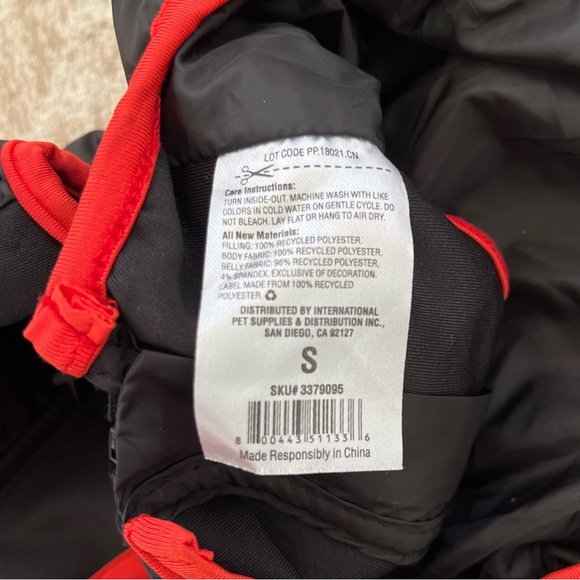 LOT CODE PP.18021.CN
Care Instructions:
TURN INSIDE-OUT. MACHINE WASH WITH LIKE
COLORS IN COLD WATER ON GENTLE CYCLE. DO
NOT BLEACH. LAY FLAT OR HANG TO AIR DRY.
All New Materials:
FILLING: 100% RECYCLED POLYESTER,
BODY FABRIC: 100% RECYCLED POLYESTER,
BELLY FABRIC: 96% RECYCLED POLYESTER,
4% SPANDEX. EXCLUSIVE OF DECORATION.
LABEL MADE FROM 100% RECYCLED
POLYESTER.
DISTRIBUTED BY INTERNATIONAL
PET SUPPLIES & DISTRIBUTION INC.,
SAN DIEGO, CA 92127
S
SKU# 3379095
8 00443 51133 6
Made Responsibly in China